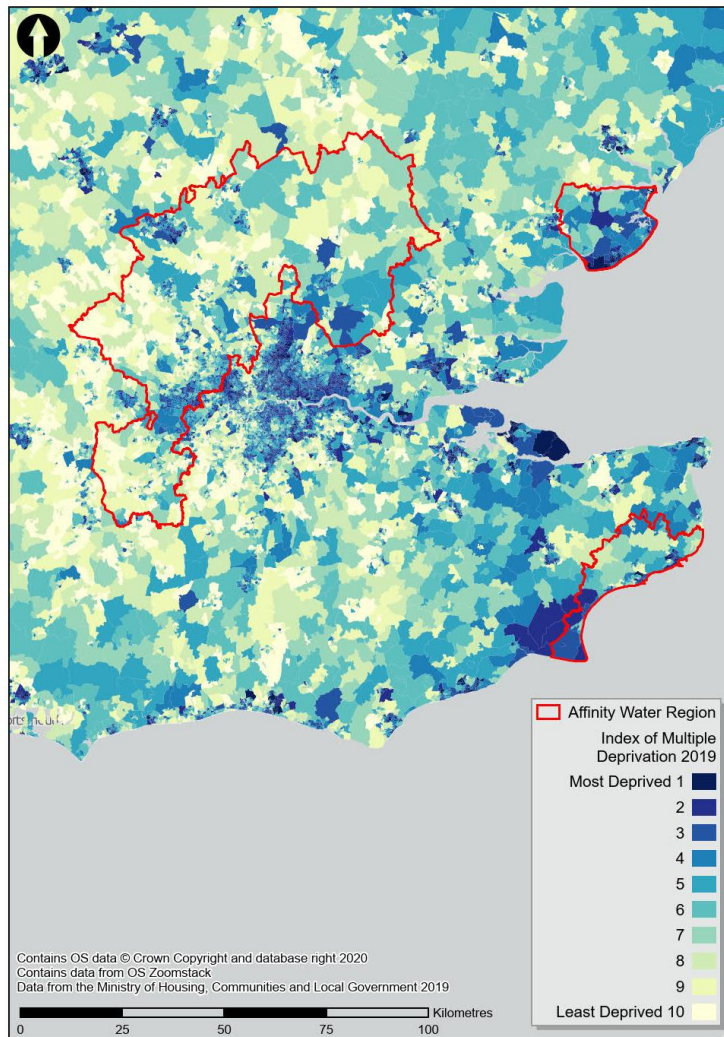 Affinity Water Region
Index of Multiple
Deprivation 2019
Most Deprived 1
2
3
4
5
6
7
8
9
Least Deprived 10
Contains OS data © Crown Copyright and database right 2020
Contains data from OS Zoomstack
Data from the Ministry of Housing, Communities and Local Government 2019
Kilometres
0 25 50 75 100